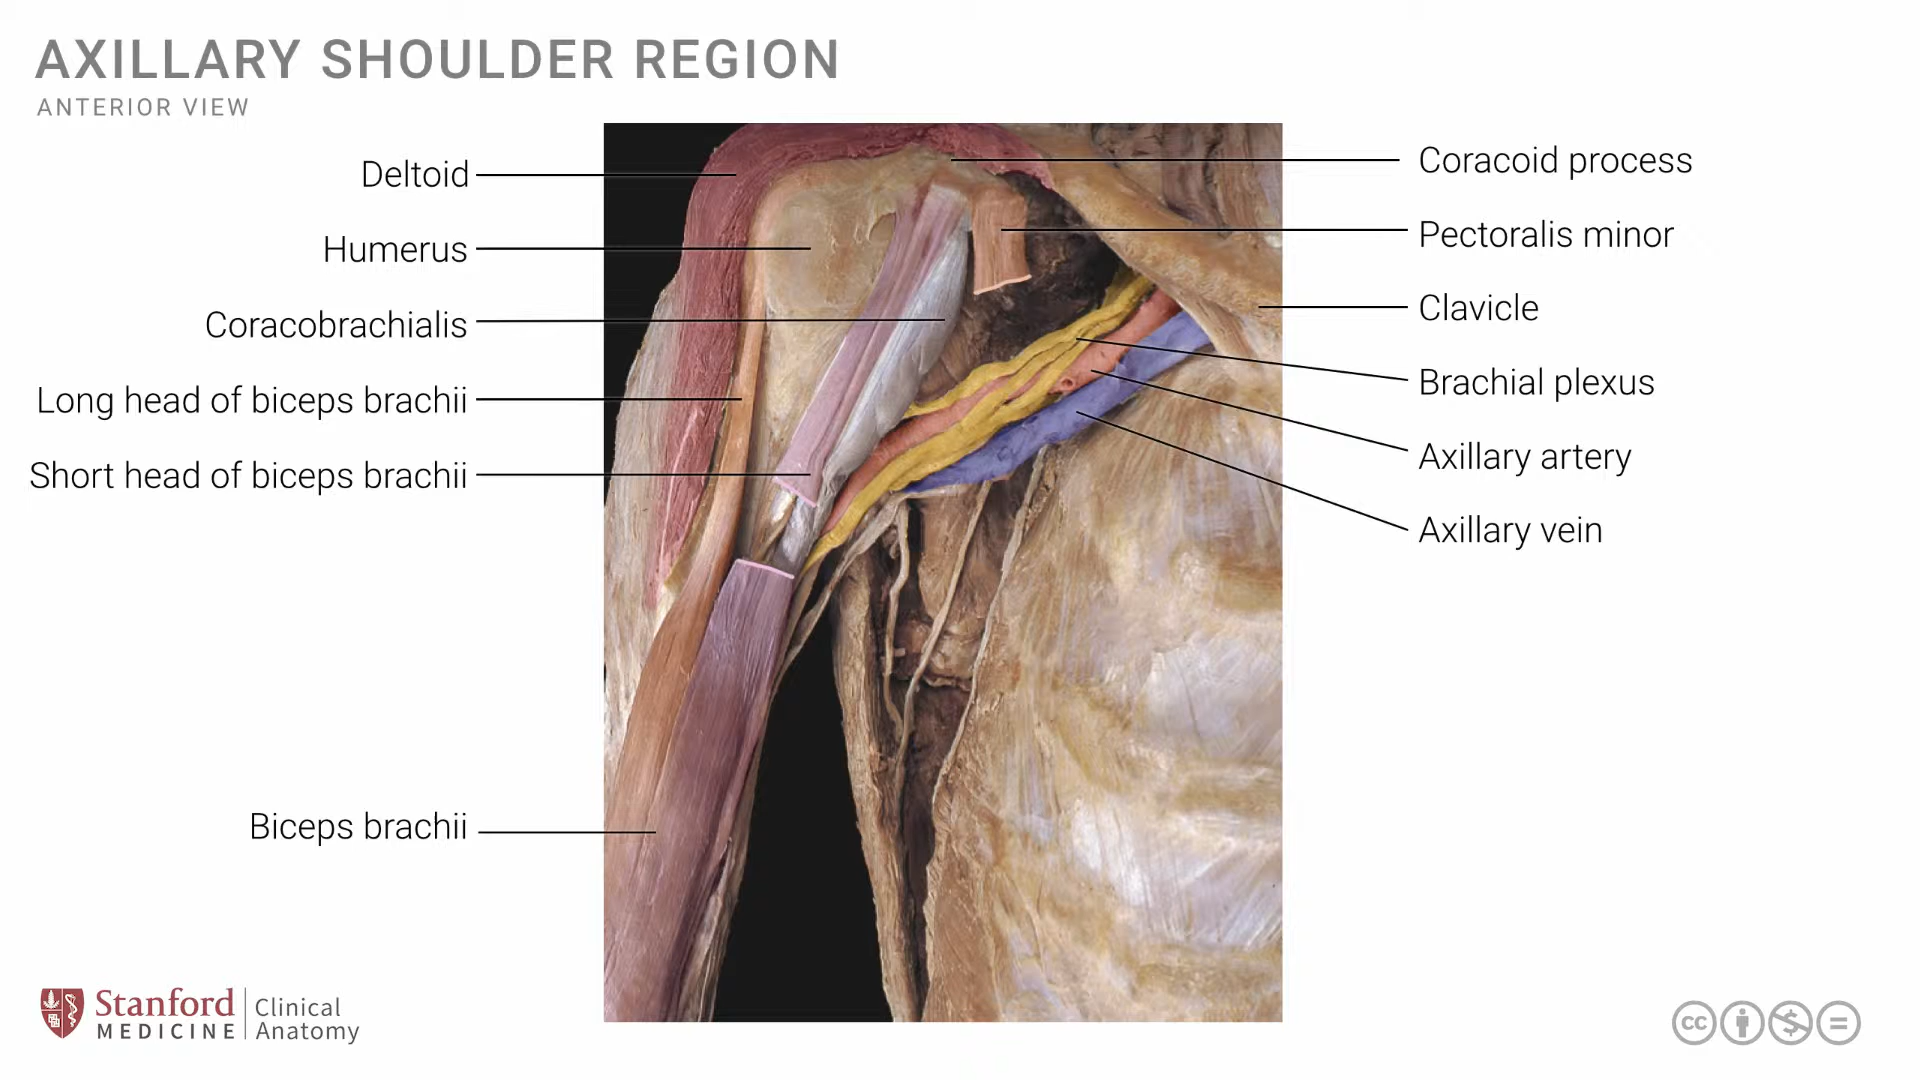 AXILLARY SHOULDER REGION
ANTERIOR VIEW
Deltoid
Humerus
Coracobrachialis
Long head of biceps brachii
Short head of biceps brachii
Biceps brachii
Coracoid process
Pectoralis minor
Clavicle
Brachial plexus
Axillary artery
Axillary vein
Stanford
MEDICINE
Clinical
Anatomy
cc